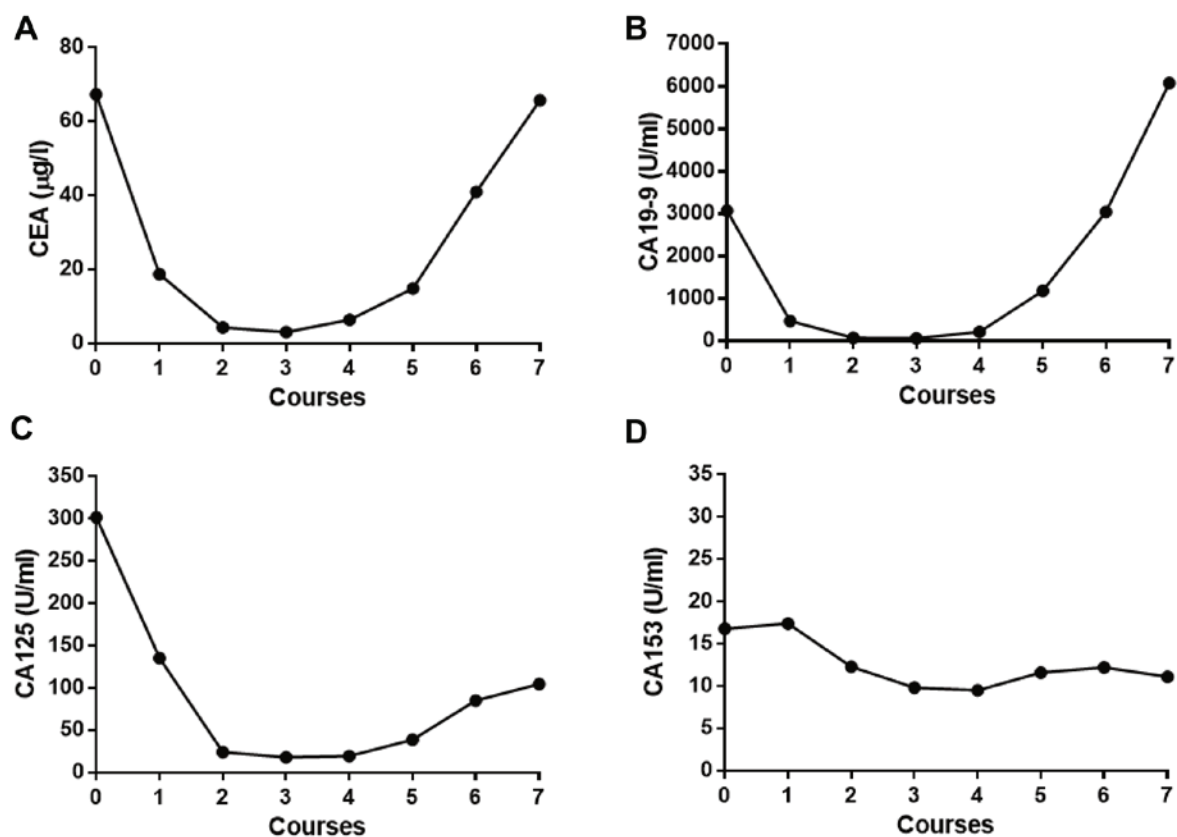 A
CEA (µg/l)
80
60
40
20
0
0 1 2 3 4 5 6 7
Courses
B
CA19-9 (U/ml)
7000
6000
5000
4000
3000
2000
1000
0
0 1 2 3 4 5 6 7
Courses
C
CA125 (U/ml)
350
300
250
200
150
100
50
0
0 1 2 3 4 5 6 7
Courses
D
CA153 (U/ml)
35
30
25
20
15
10
5
0
0 1 2 3 4 5 6 7
Courses